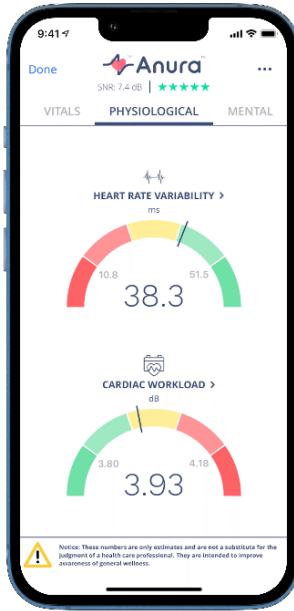 9:41
Done
Anura™
•••
SNR: 7.4 dB | ★★★★★
VITALS PHYSIOLOGICAL MENTAL
HEART RATE VARIABILITY >
ms
10.8 51.5
38.3
CARDIAC WORKLOAD >
dB
3.80 4.18
3.93
Notice: These numbers are only estimates and are not a substitute for the
judgment of a health care professional. They are intended to improve
awareness of general wellness.